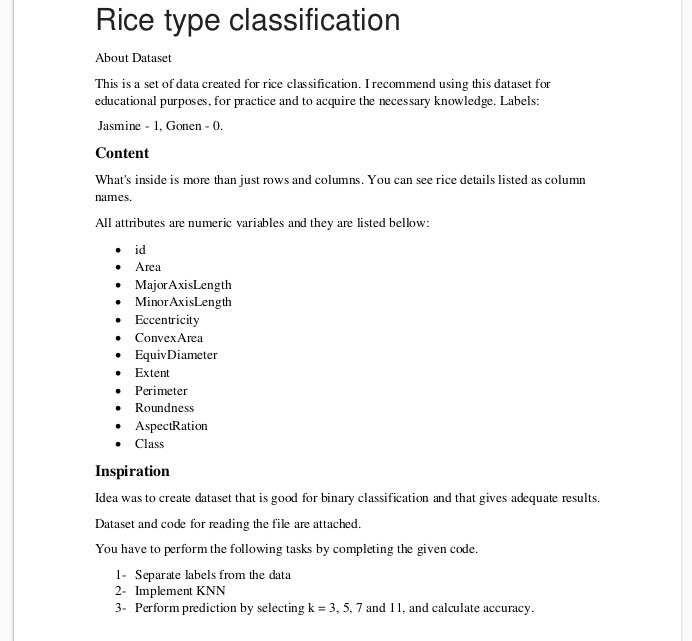 Rice type classification
About Dataset
This is a set of data created for rice classification. I recommend using this dataset for
educational purposes, for practice and to acquire the necessary knowledge. Labels:
Jasmine - 1, Gonen - 0.
Content
What's inside is more than just rows and columns. You can see rice details listed as column
names.
All attributes are numeric variables and they are listed bellow:
• id
• Area
• MajorAxisLength
• MinorAxisLength
• Eccentricity
• ConvexArea
• EquivDiameter
• Extent
• Perimeter
• Roundness
• AspectRation
• Class
Inspiration
Idea was to create dataset that is good for binary classification and that gives adequate results.
Dataset and code for reading the file are attached.
You have to perform the following tasks by completing the given code.
1- Separate labels from the data
2- Implement KNN
3- Perform prediction by selecting k = 3, 5, 7 and 11, and calculate accuracy.